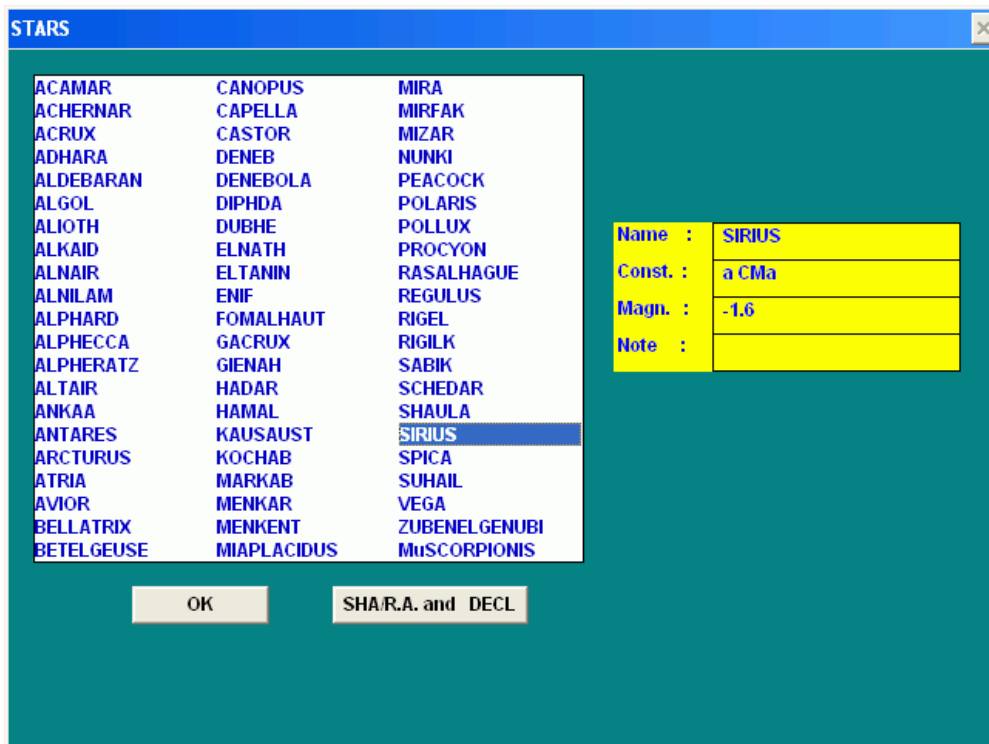 STARS
ACAMAR CANOPUS MIRA
ACHERNAR CAPELLA MIRFAK
ACRUX CASTOR MIZAR
ADHARA DENEB NUNKI
ALDEBARAN DENEBOLA PEACOCK
ALGOL DIPHDA POLARIS
ALIOTH DUBHE POLLUX
ALKAID ELNATH PROCYON
ALNAIR ELTANIN RASALHAGUE
ALNILAM ENIF REGULUS
ALPHARD FOMALHAUT RIGEL
ALPHECCA GACRUX RIGILK
ALPHERATZ GIENAH SABIK
ALTAIR HADAR SCHEDAR
ANKAA HAMAL SHAULA
ANTARES KAUSAUST SIRIUS
ARCTURUS KOCHAB SPICA
ATRIA MARKAB SUHAIL
AVIOR MENKAR VEGA
BELLATRIX MENKENT ZUBENELGENUBI
BETELGEUSE MIAPLACIDUS MuSCORPIONIS
Name : SIRIUS
Const. : a CMa
Magn. : -1.6
Note :
OK SHA/R.A. and DECL